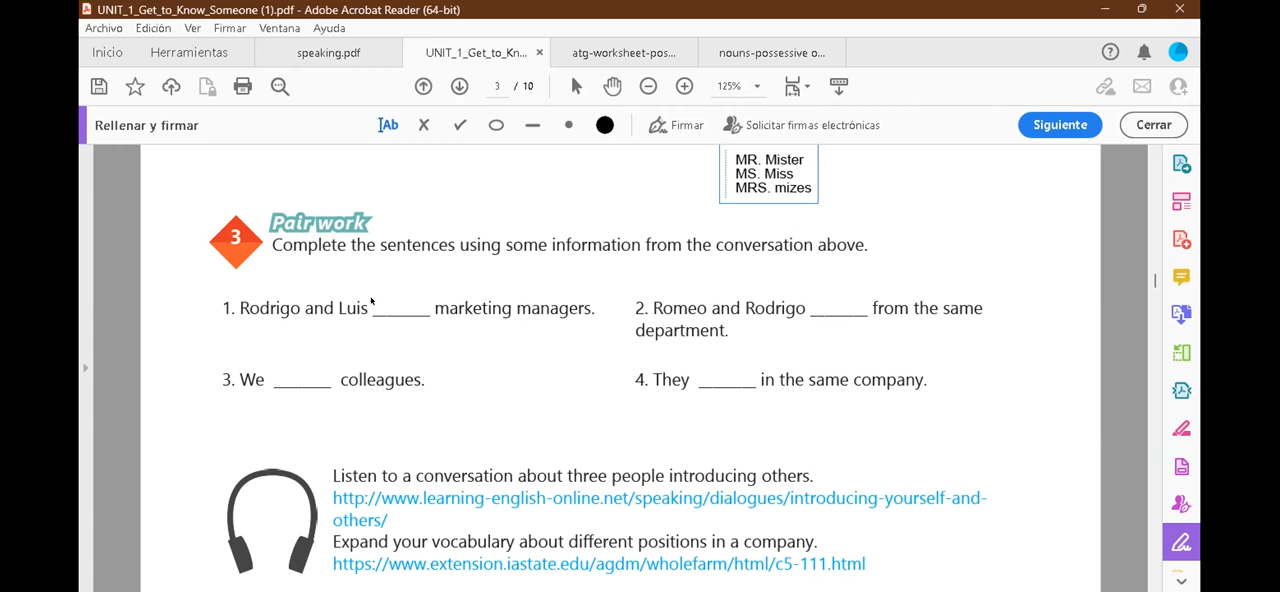 UNIT_1_Get_to_Know_Someone (1).pdf - Adobe Acrobat Reader (64-bit)
Archivo Edición Ver Firmar Ventana Ayuda
Inicio Herramientas speaking.pdf UNIT_1_Get_to_Kn... × atg-worksheet-pos... nouns-possessive o...
3 / 10 125%
Rellenar y firmar Ab Firmar Solicitar firmas electrónicas Siguiente Cerrar
MR. Mister
MS. Miss
MRS. mizes
Pair work
3 Complete the sentences using some information from the conversation above.
1. Rodrigo and Luis ______ marketing managers. 2. Romeo and Rodrigo ______ from the same
department.
3. We ______ colleagues. 4. They ______ in the same company.
Listen to a conversation about three people introducing others.
http://www.learning-english-online.net/speaking/dialogues/introducing-yourself-and-
others/
Expand your vocabulary about different positions in a company.
https://www.extension.iastate.edu/agdm/wholefarm/html/c5-111.html